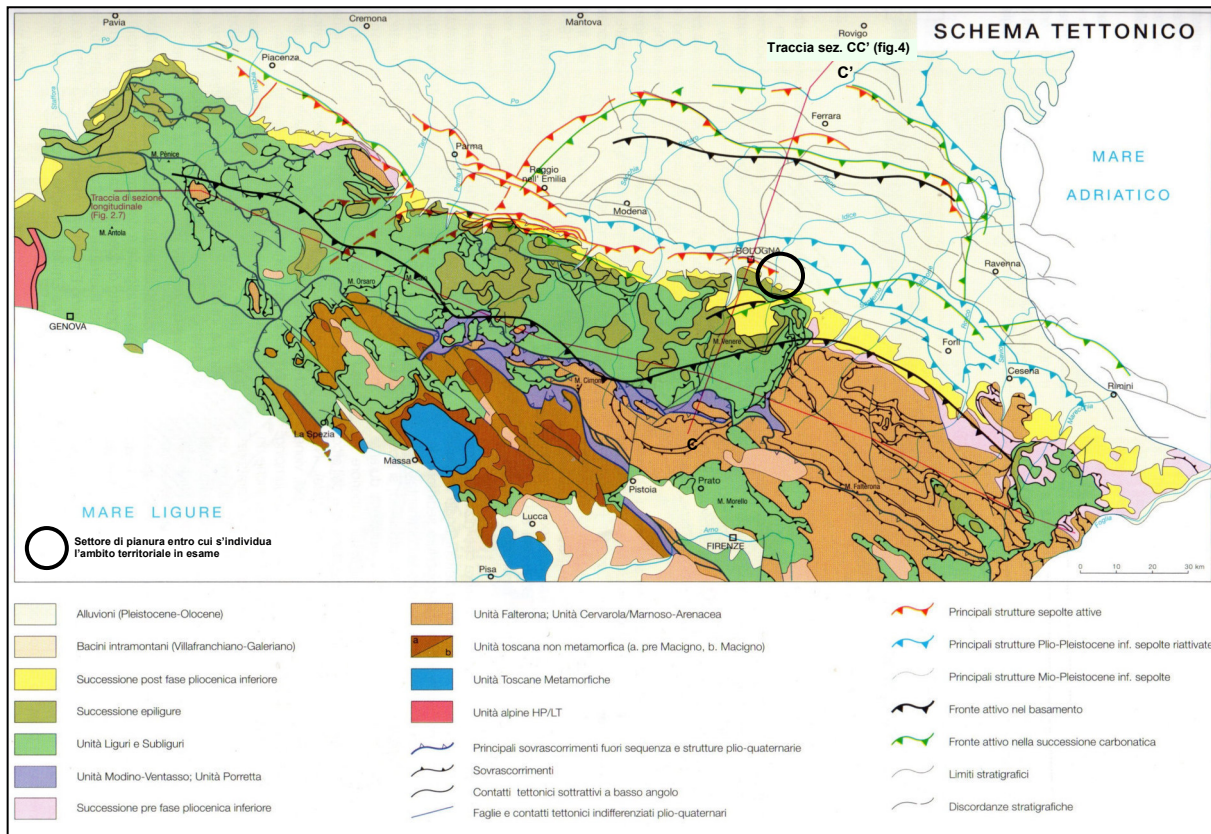 SCHEMA TETTONICO
Traccia sez. CC' (fig.4)
C'
Pavia
Cremona
Mantova
Rovigo
Po
Piacenza
Trebbia
Po
Parma
Ferrara
Reggio
nell' Emilia
Modena
MARE
ADRIATICO
M. Pénice
Traccia di sezione
longitudinale
(Fig. 2.7)
M. Antola
Idice
BOLOGNA
Ravenna
M. Orsaro
GENOVA
M. Venere
Forlì
M. Cimone
Cesena
Rimini
Marecchia
La Spezia
C
Massa
Pistoia
Prato
M. Falterona
M. Morello
MARE LIGURE
Lucca
Arno
FIRENZE
Foglia
Pisa
Settore di pianura entro cui s'individua
l'ambito territoriale in esame
0 10 20 30 km
Alluvioni (Pleistocene-Olocene)
Bacini intramontani (Villafranchiano-Galeriano)
Successione post fase pliocenica inferiore
Successione epiligure
Unità Liguri e Subliguri
Unità Modino-Ventasso; Unità Porretta
Successione pre fase pliocenica inferiore
Unità Falterona; Unità Cervarola/Marnoso-Arenacea
a
b
Unità toscana non metamorfica (a. pre Macigno, b. Macigno)
Unità Toscane Metamorfiche
Unità alpine HP/LT
Principali sovrascorrimenti fuori sequenza e strutture plio-quaternarie
Sovrascorrimenti
Contatti tettonici sottrattivi a basso angolo
Faglie e contatti tettonici indifferenziati plio-quaternari
Principali strutture sepolte attive
Principali strutture Plio-Pleistocene inf. sepolte riattivate
Principali strutture Mio-Pleistocene inf. sepolte
Fronte attivo nel basamento
Fronte attivo nella successione carbonatica
Limiti stratigrafici
Discordanze stratigrafiche